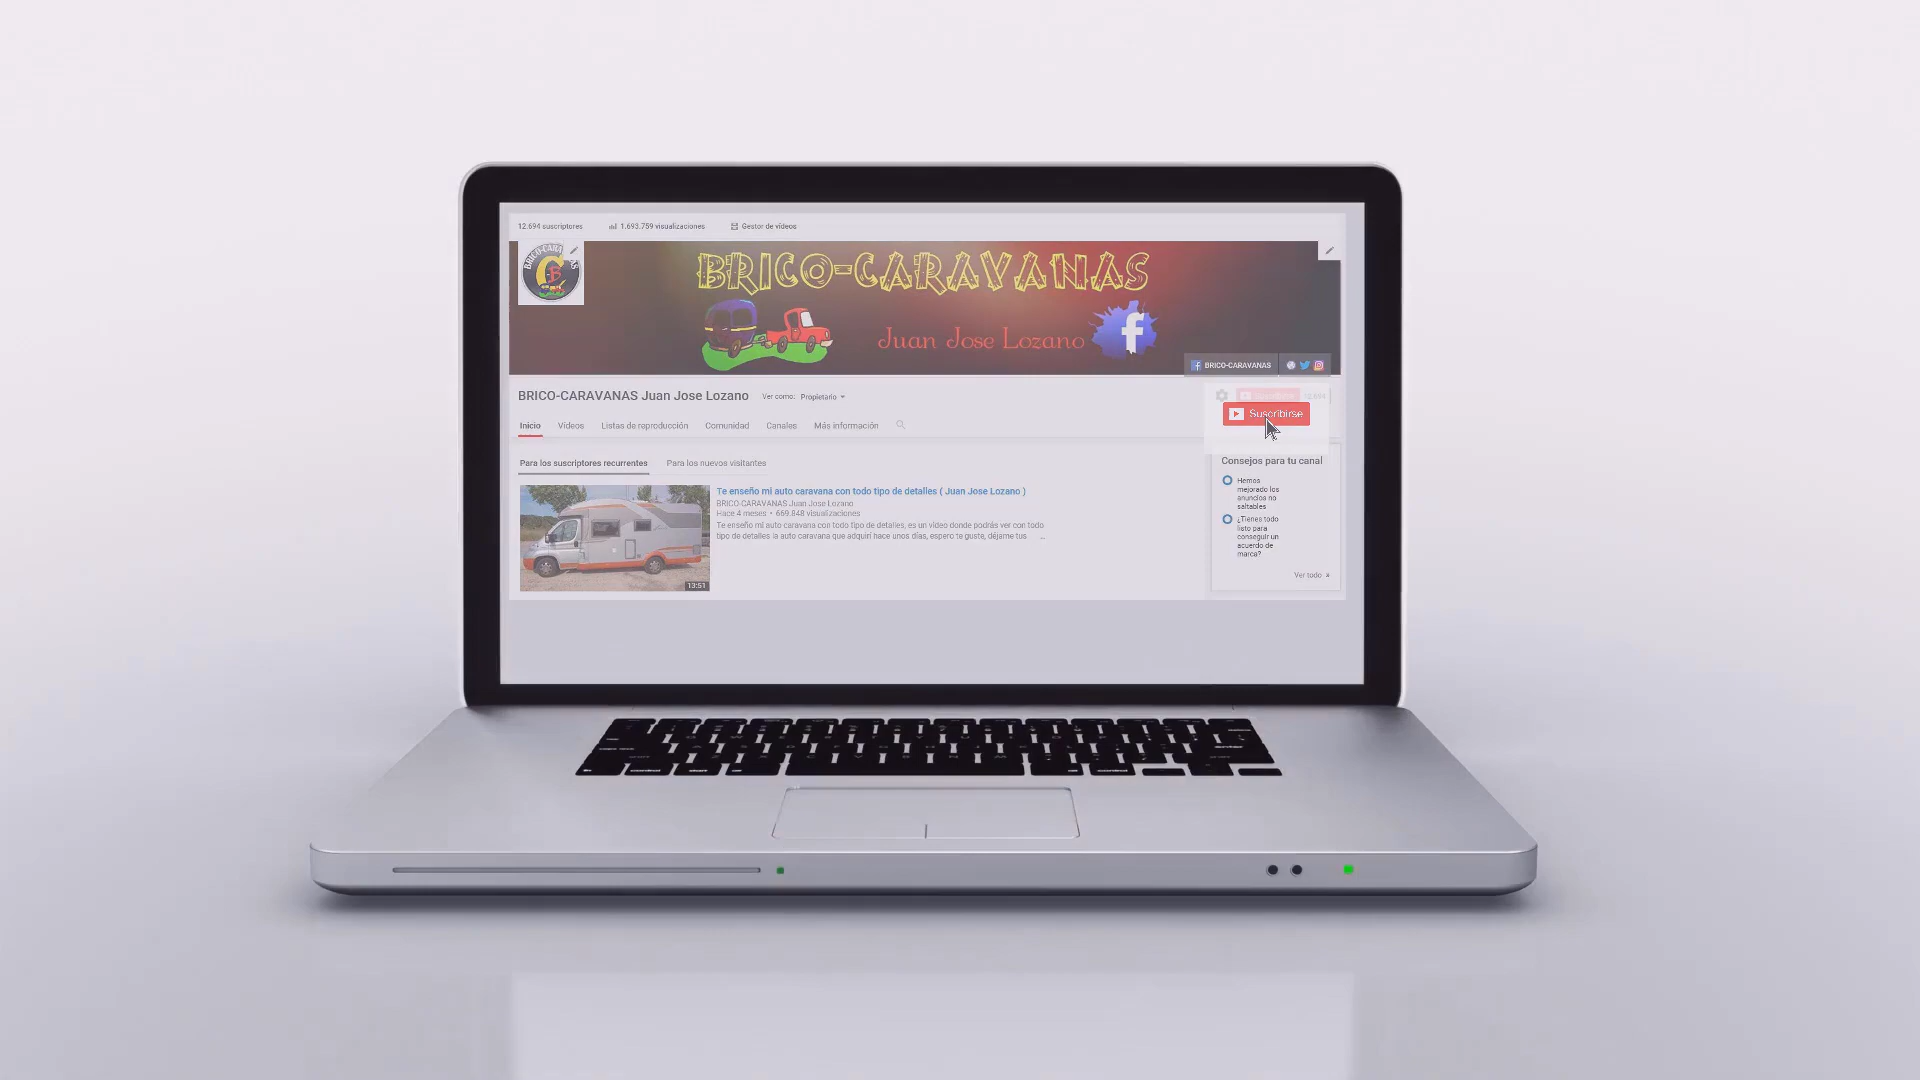 12.694 suscriptores 1.693.759 visualizaciones Gestor de vídeos
BRICO-CARAVANAS
Juan Jose Lozano
BRICO-CARAVANAS
BRICO-CARAVANAS Juan Jose Lozano Ver como: Propietario
Suscribirse
Inicio Vídeos Listas de reproducción Comunidad Canales Más información
Para los suscriptores recurrentes Para los nuevos visitantes
Te enseño mi auto caravana con todo tipo de detalles ( Juan Jose Lozano )
BRICO-CARAVANAS Juan Jose Lozano
Hace 4 meses • 669.848 visualizaciones
Te enseño mi auto caravana con todo tipo de detalles, es un vídeo donde podrás ver con todo
tipo de detalles la auto caravana que adquirí hace unos días, espero te guste, déjame tus ...
13:51
Consejos para tu canal
Hemos
mejorado los
anuncios no
saltables
¿Tienes todo
listo para
conseguir un
acuerdo de
marca?
Ver todo »